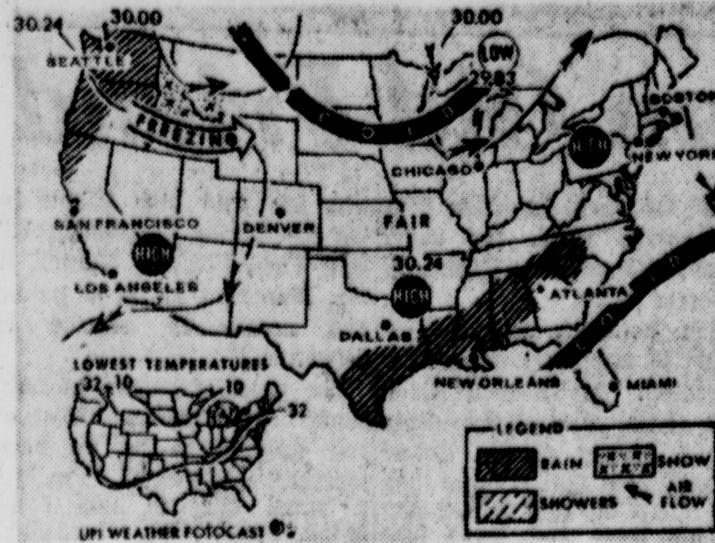 30.24
30.00
30.00
SEATTLE
LOW
29.83
COLD
BOSTON
FREEZING
HIGH
NEW YORK
CHICAGO
SAN FRANCISCO
DENVER
FAIR
HIGH
30.24
LOS ANGELES
HIGH
ATLANTA
DALLAS
COLD
LOWEST TEMPERATURES
NEW ORLEANS
MIAMI
32
10
10
32
LEGEND
RAIN
SNOW
SHOWERS
AIR
FLOW
UPI WEATHER FOTOCAST